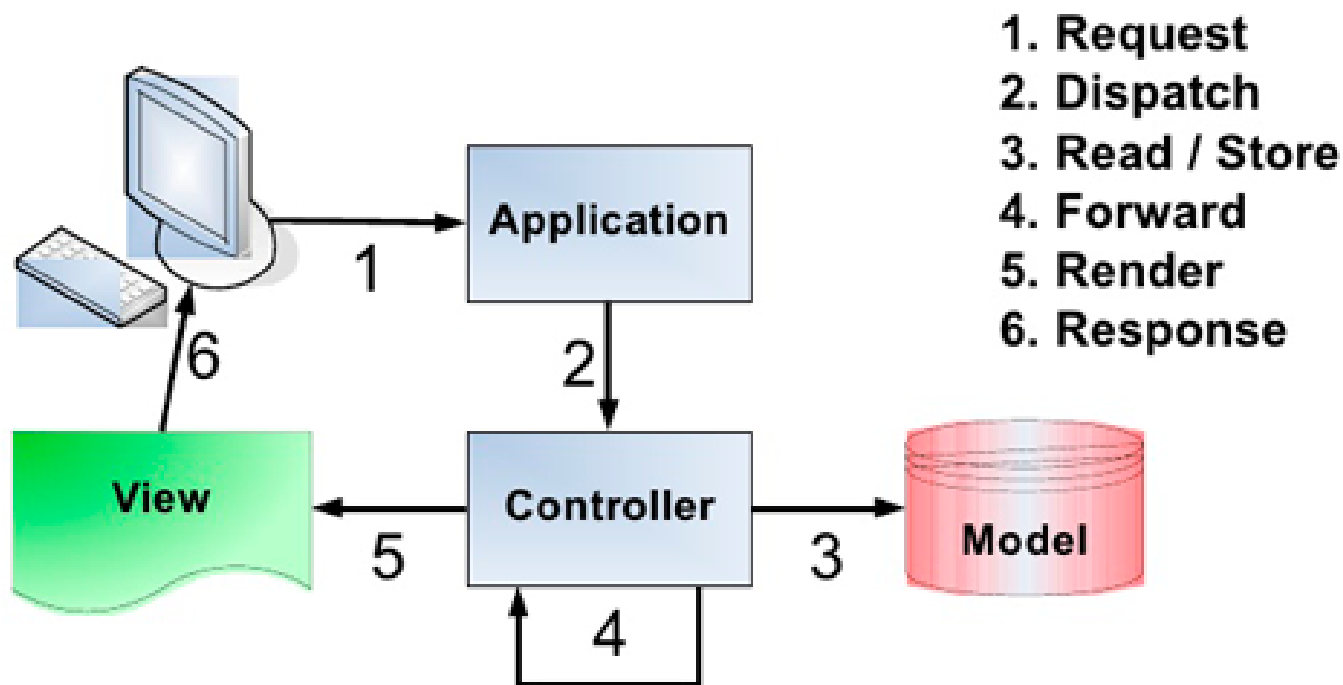 1. Request
2. Dispatch
3. Read / Store
4. Forward
5. Render
6. Response
Application
1
2
6
View
Controller
Model
5
3
4